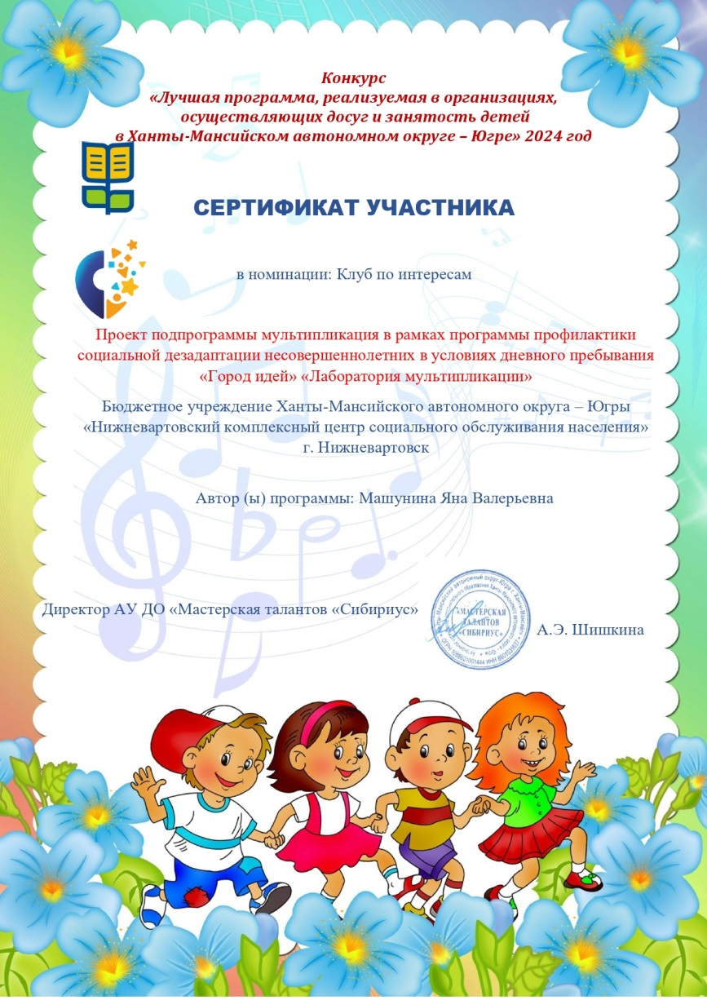 Конкурс
«Лучшая программа, реализуемая в организациях,
осуществляющих досуг и занятость детей
в Ханты-Мансийском автономном округе – Югре» 2024 год
СЕРТИФИКАТ УЧАСТНИКА
в номинации: Клуб по интересам
Проект подпрограммы мультипликация в рамках программы профилактики
социальной дезадаптации несовершеннолетних в условиях дневного пребывания
«Город идей» «Лаборатория мультипликации»
Бюджетное учреждение Ханты-Мансийского автономного округа – Югры
«Нижневартовский комплексный центр социального обслуживания населения»
г. Нижневартовск
Автор (ы) программы: Машунина Яна Валерьевна
Директор АУ ДО «Мастерская талантов «Сибириус»
«МАСТЕРСКАЯ
ТАЛАНТОВ
«СИБИРИУС»
А.Э. Шишкина